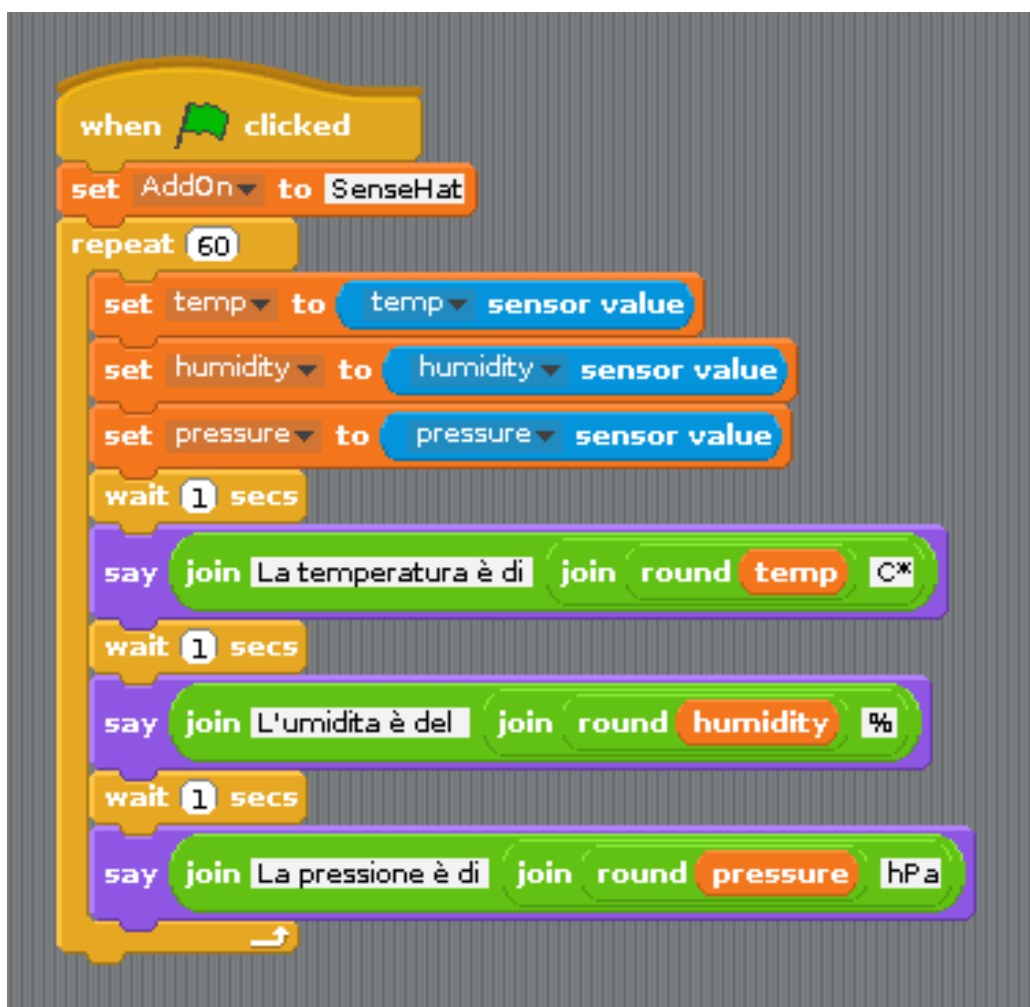 when clicked
set AddOn to SenseHat
repeat 60
set temp to temp sensor value
set humidity to humidity sensor value
set pressure to pressure sensor value
wait 1 secs
say join La temperatura è di join round temp C*
wait 1 secs
say join L'umidita è del join round humidity %
wait 1 secs
say join La pressione è di join round pressure hPa